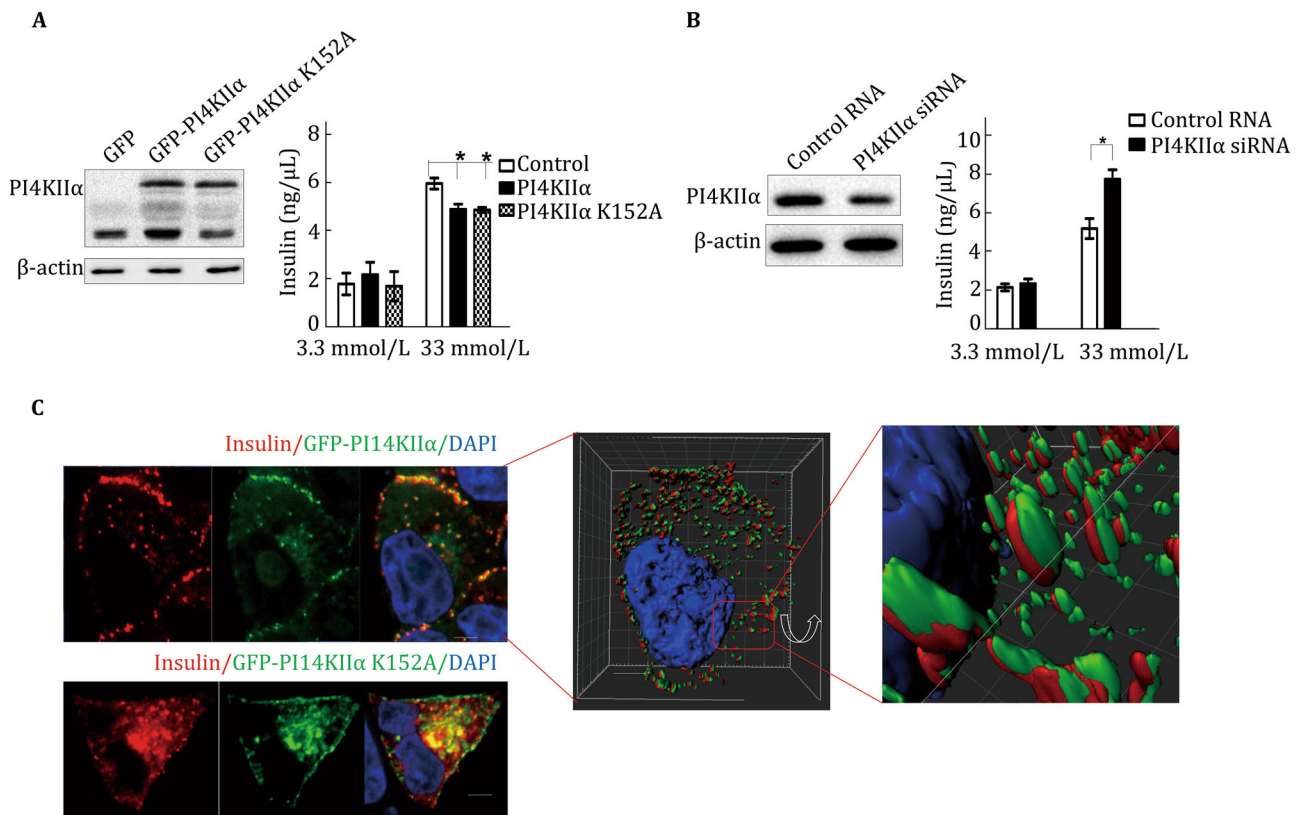 A
GFP
GFP-PI4KIIα
GFP-PI4KIIα K152A
PI4KIIα
β-actin
Insulin (ng/μL)
8
6
4
2
0
* *
Control
PI4KIIα
PI4KIIα K152A
3.3 mmol/L 33 mmol/L
B
Control RNA
PI4KIIα siRNA
PI4KIIα
β-actin
Insulin (ng/μL)
10
8
6
4
2
0
*
Control RNA
PI4KIIα siRNA
3.3 mmol/L 33 mmol/L
C
Insulin/GFP-PI14KIIα/DAPI
Insulin/GFP-PI14KIIα K152A/DAPI